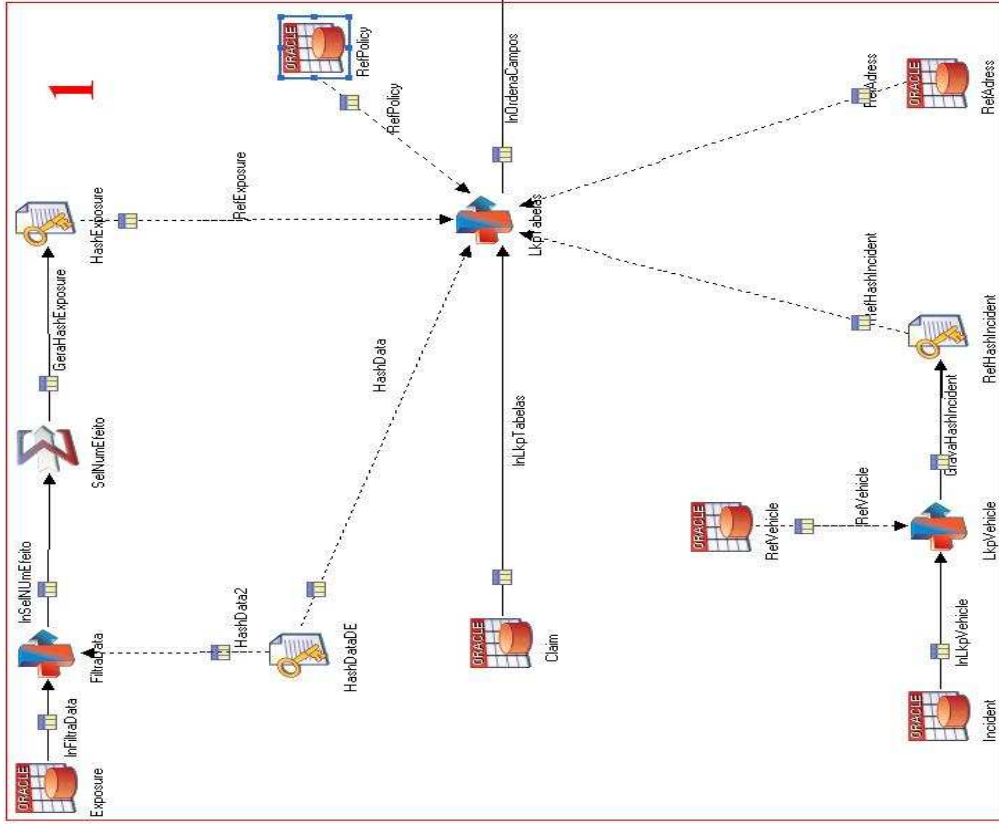 1
ORACLE
Exposure
InFiltraData
FiltraData
InSelNUmEfeito
SelNumEfeito
GeraHashExposure
HashExposure
RefExposure
ORACLE
RefPolicy
RefPolicy
HashData2
HashDataDE
HashData
ORACLE
Claim
InLkpTabelas
LkpTabelas
InOrdenaCampos
ORACLE
RefVehicle
RefVehicle
ORACLE
Incident
InLkpVehicle
LkpVehicle
GravaHashIncident
RefHashIncident
RefHashIncident
RefAdress
ORACLE
RefAdress